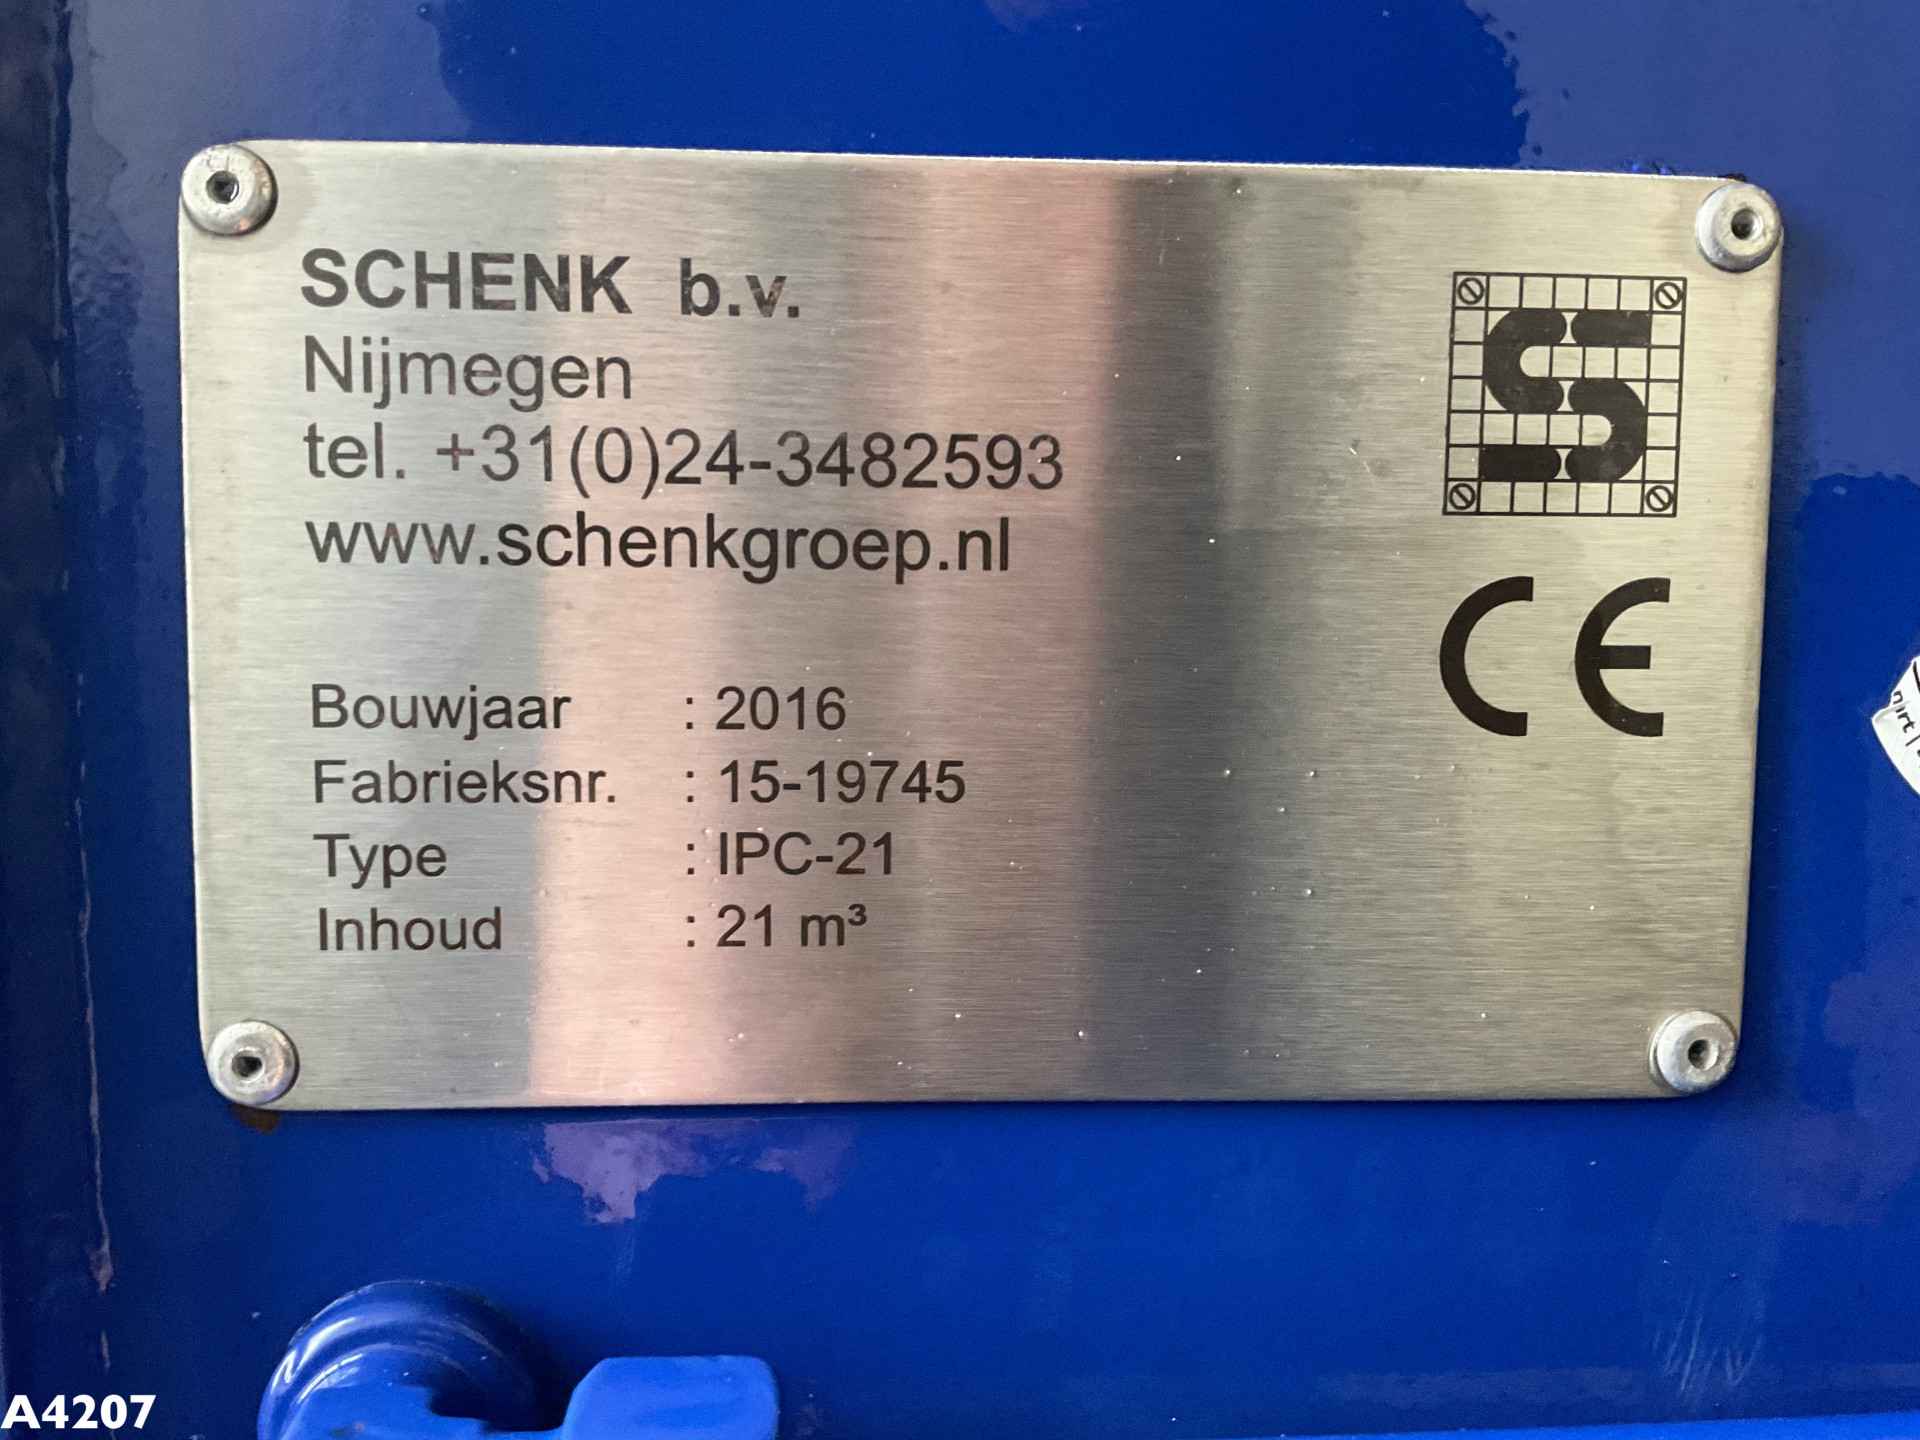 SCHENK b.v.
Nijmegen
tel. +31(0)24-3482593
www.schenkgroep.nl
S
CE
Bouwjaar : 2016
Fabrieksnr. : 15-19745
Type : IPC-21
Inhoud : 21 m³
A4207